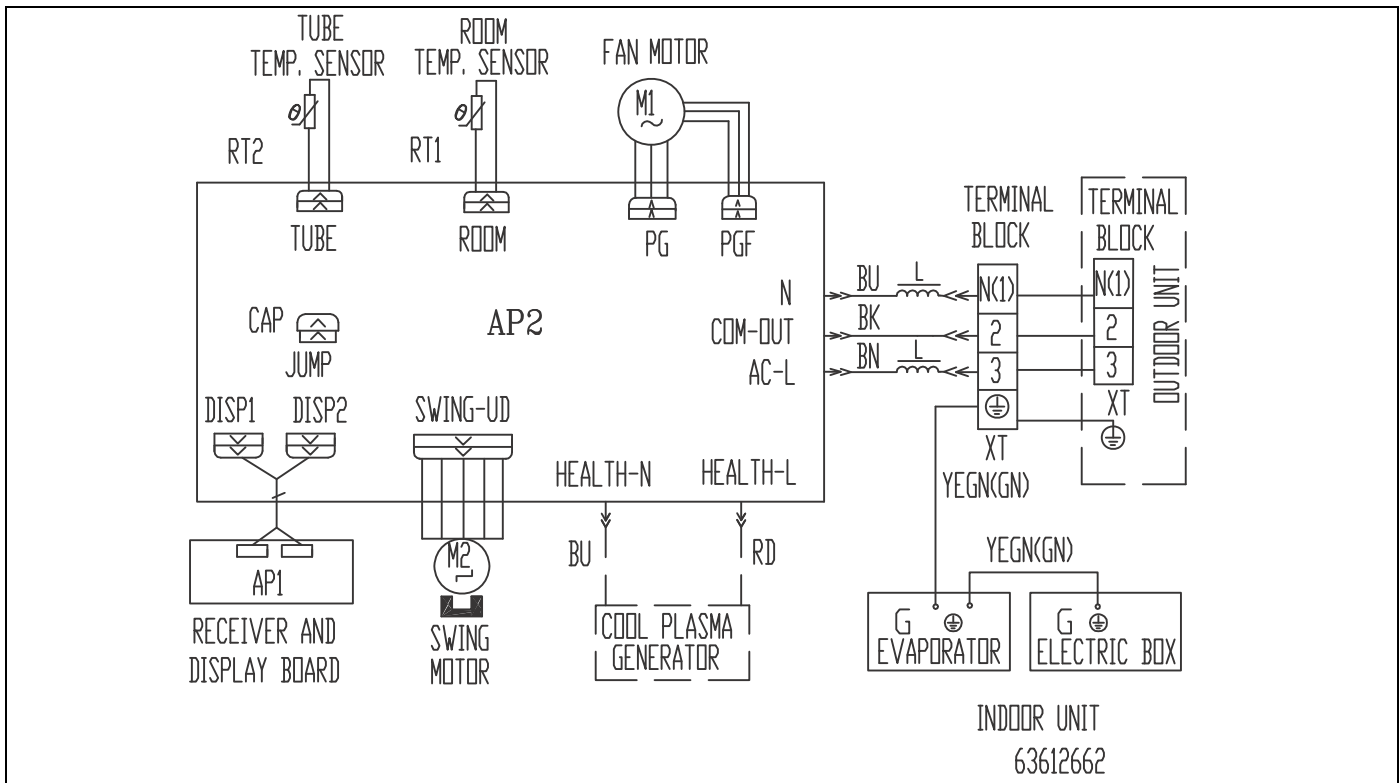 TUBE
TEMP. SENSOR
ROOM
TEMP. SENSOR
FAN MOTOR
θ
θ
M1
RT2
RT1
TUBE
ROOM
PG
PGF
TERMINAL
BLOCK
TERMINAL
BLOCK
OUTDOOR UNIT
N
BU
L
N(1)
N(1)
CAP
JUMP
AP2
COM-OUT
BK
2
2
AC-L
BN
L
3
3
XT
XT
YEGN(GN)
DISP1
DISP2
SWING-UD
HEALTH-N
HEALTH-L
BU
RD
YEGN(GN)
AP1
M2
RECEIVER AND
DISPLAY BOARD
SWING
MOTOR
COOL PLASMA
GENERATOR
G
EVAPORATOR
G
ELECTRIC BOX
INDOOR UNIT
63612662